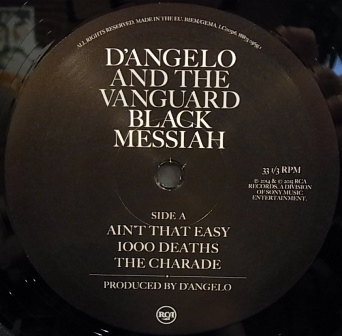 ALL RIGHTS RESERVED. MADE IN THE EU. BIEM/GEMA.
D'ANGELO
AND THE
VANGUARD
BLACK
MESSIAH
33 1/3 RPM
℗ 2014 & © 2015 RCA
RECORDS, A DIVISION
OF SONY MUSIC
ENTERTAINMENT.
SIDE A
AIN'T THAT EASY
1000 DEATHS
THE CHARADE
PRODUCED BY D'ANGELO
RCA